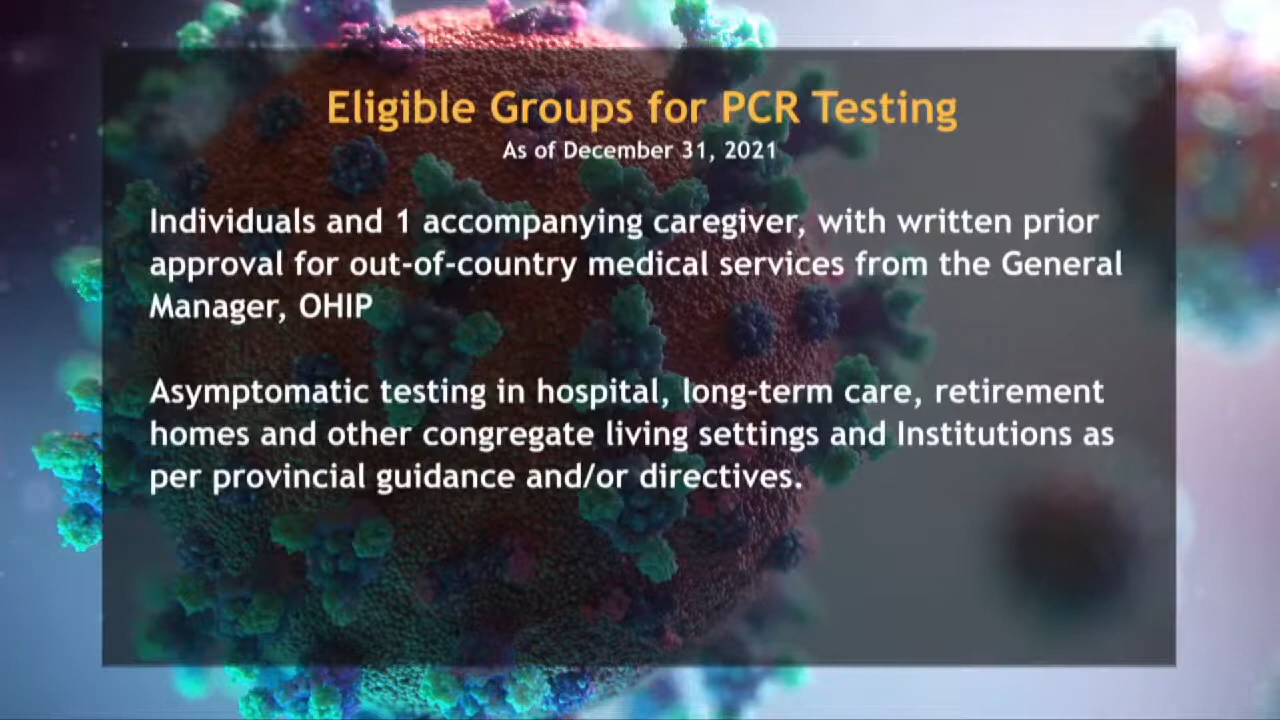 Eligible Groups for PCR Testing
As of December 31, 2021
Individuals and 1 accompanying caregiver, with written prior
approval for out-of-country medical services from the General
Manager, OHIP
Asymptomatic testing in hospital, long-term care, retirement
homes and other congregate living settings and Institutions as
per provincial guidance and/or directives.